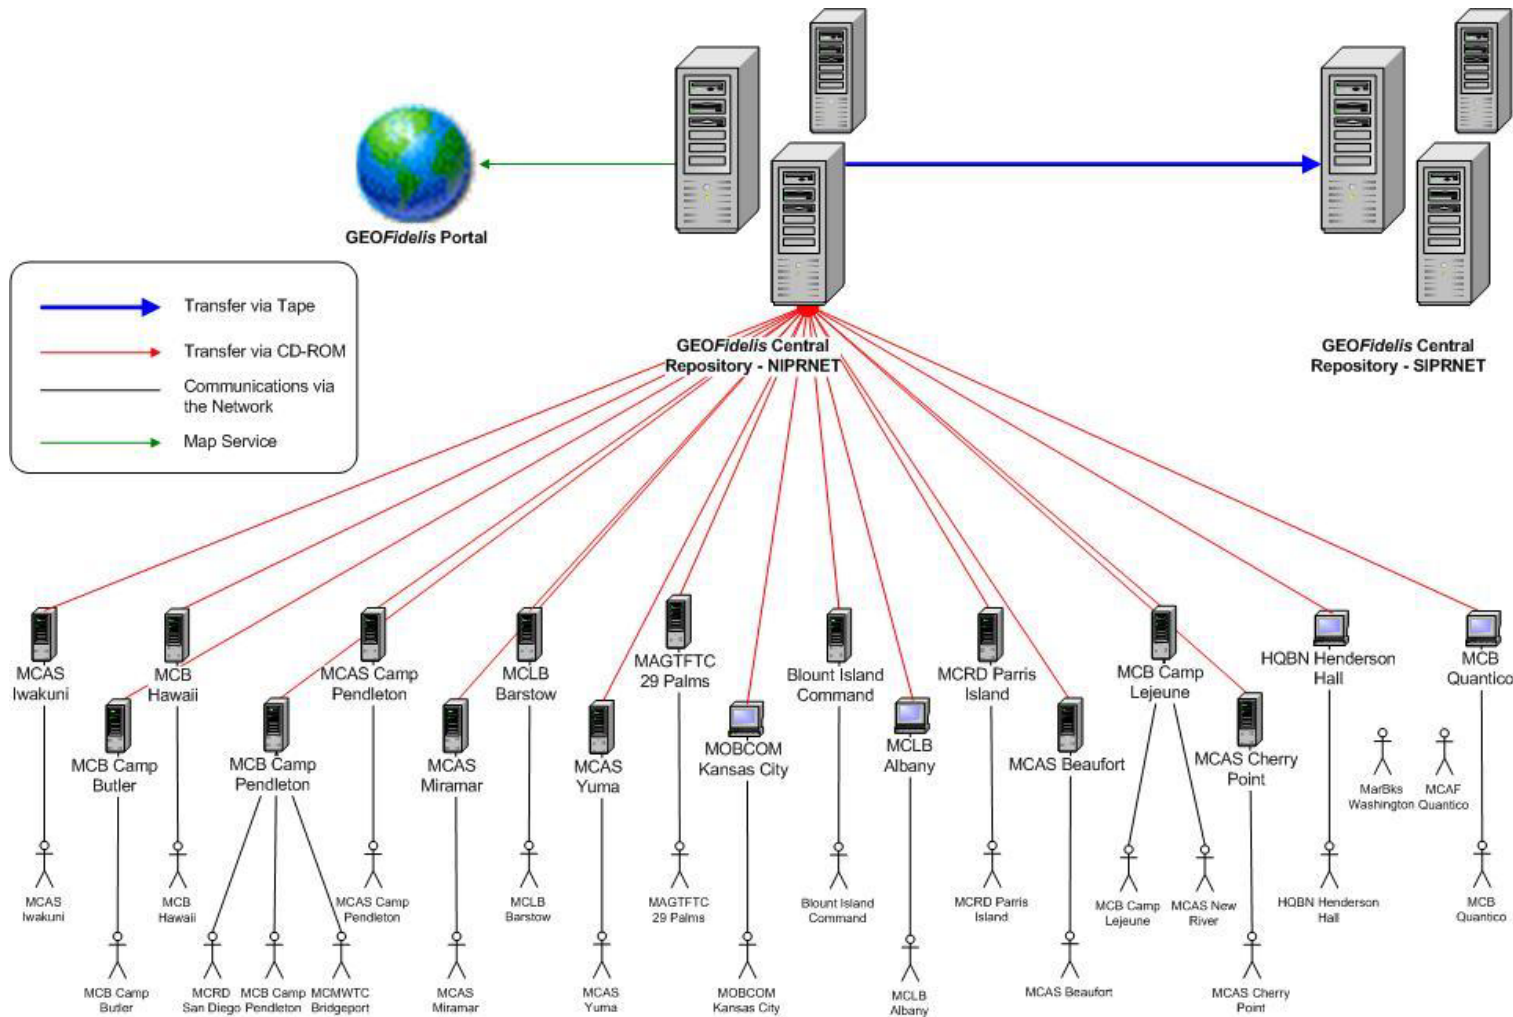 GEOFidelis Portal
Transfer via Tape
Transfer via CD-ROM
Communications via
the Network
Map Service
GEOFidelis Central
Repository - NIPRNET
GEOFidelis Central
Repository - SIPRNET
MCAS
Iwakuni
MCB
Hawaii
MCAS Camp
Pendleton
MCLB
Barstow
MAGTFTC
29 Palms
Blount Island
Command
MCRD Parris
Island
MCB Camp
Lejeune
HQBN Henderson
Hall
MCB
Quantico
MCB Camp
Butler
MCB Camp
Pendleton
MCAS
Miramar
MCAS
Yuma
MOBCOM
Kansas City
MCLB
Albany
MCAS Beaufort
MCAS Cherry
Point
MarBks
Washington
MCAF
Quantico
MCAS
Iwakuni
MCB
Hawaii
MCAS Camp
Pendleton
MCLB
Barstow
MAGTFTC
29 Palms
Blount Island
Command
MCRD Parris
Island
MCB Camp
Lejeune
MCAS New
River
HQBN Henderson
Hall
MCB
Quantico
MCB Camp
Butler
MCRD
San Diego
MCB Camp
Pendleton
MCMWTC
Bridgeport
MCAS
Miramar
MCAS
Yuma
MOBCOM
Kansas City
MCLB
Albany
MCAS Beaufort
MCAS Cherry
Point